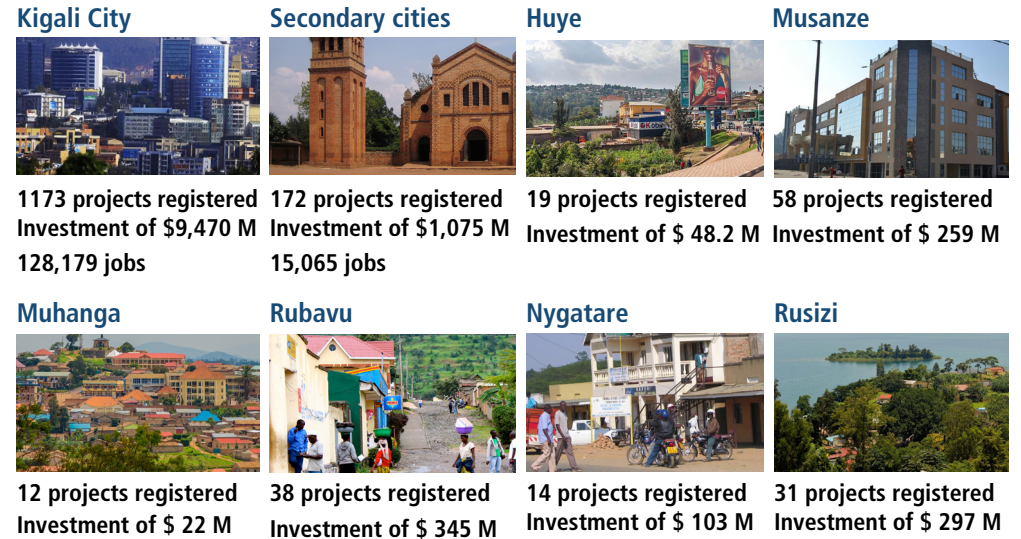 Kigali City
1173 projects registered
Investment of $9,470 M
128,179 jobs
Secondary cities
172 projects registered
Investment of $1,075 M
15,065 jobs
Huye
19 projects registered
Investment of $ 48.2 M
Musanze
58 projects registered
Investment of $ 259 M
Muhanga
12 projects registered
Investment of $ 22 M
Rubavu
38 projects registered
Investment of $ 345 M
Nygatare
14 projects registered
Investment of $ 103 M
Rusizi
31 projects registered
Investment of $ 297 M